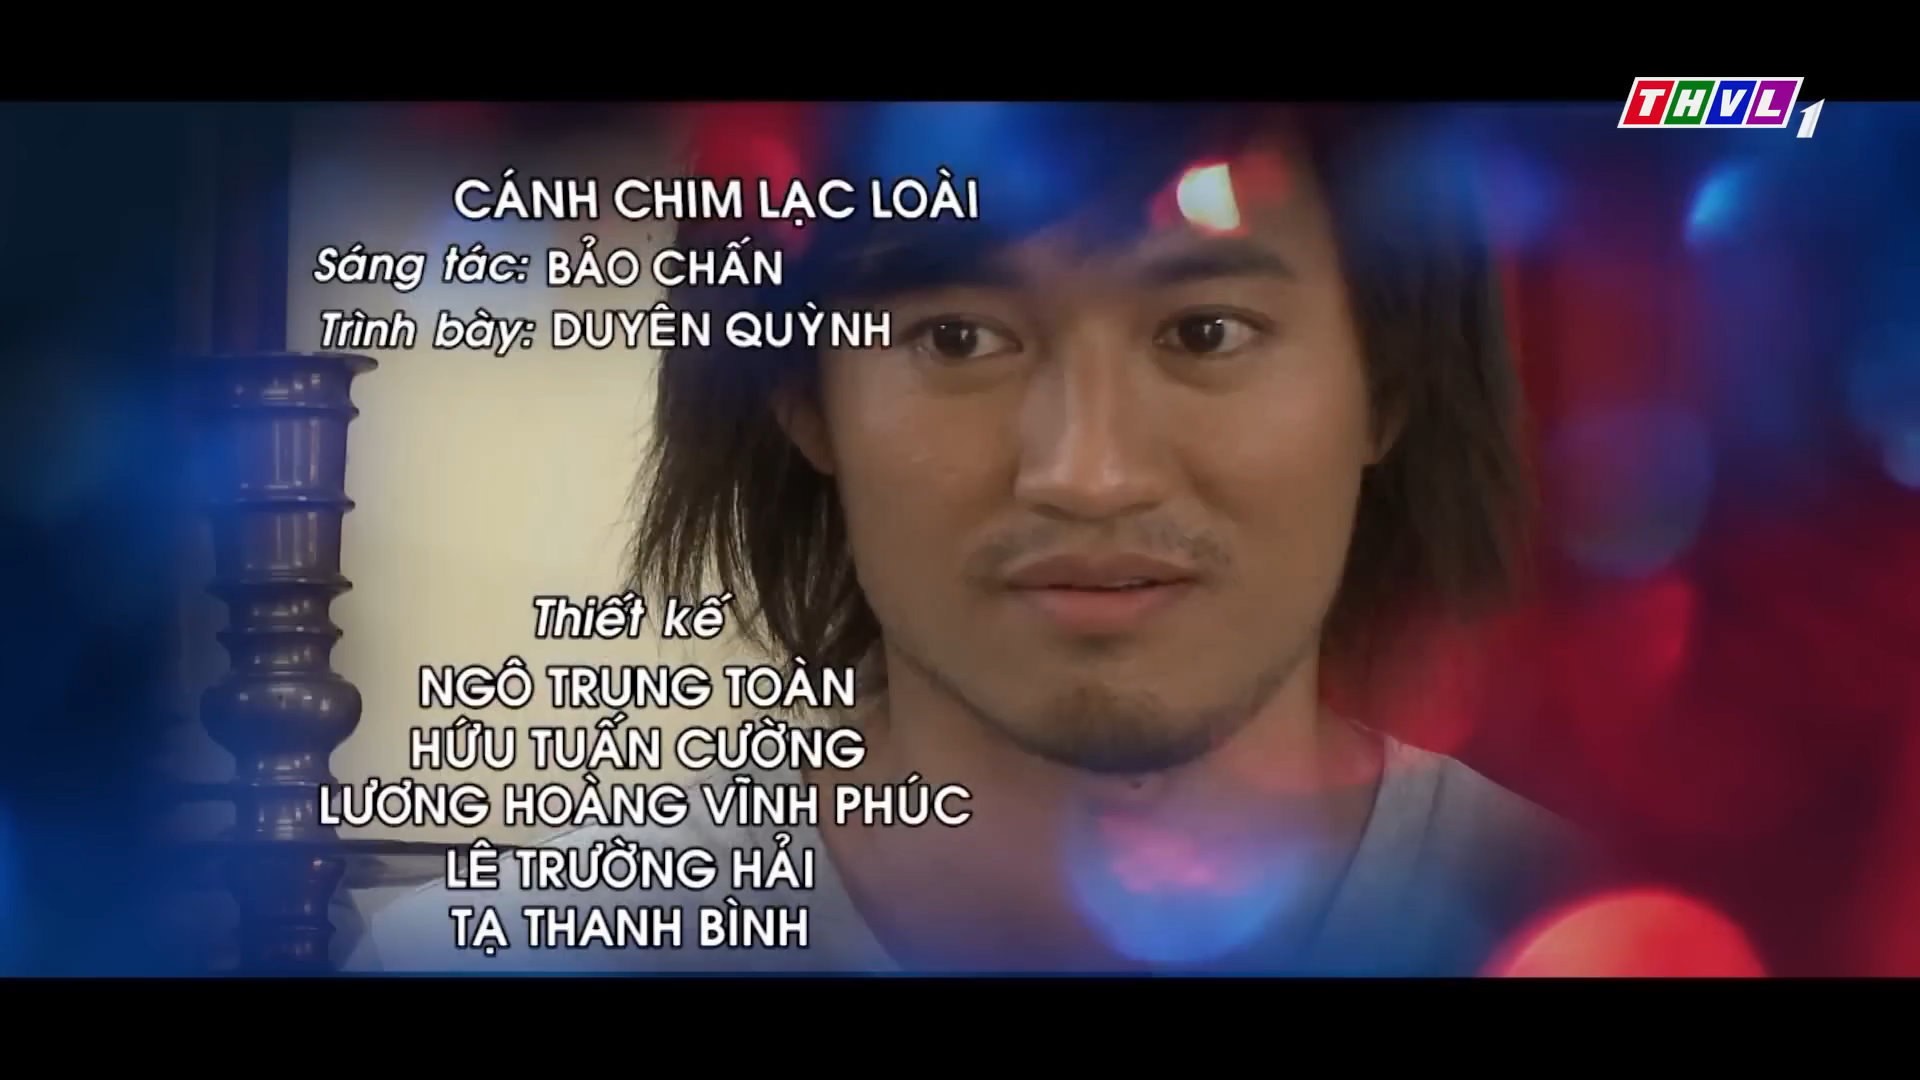 THVL1
CÁNH CHIM LẠC LOÀI
Sáng tác: BẢO CHẤN
Trình bày: DUYÊN QUỲNH
Thiết kế
NGÔ TRUNG TOÀN
HỨU TUẤN CƯỜNG
LƯƠNG HOÀNG VĨNH PHÚC
LÊ TRƯỜNG HẢI
TẠ THANH BÌNH